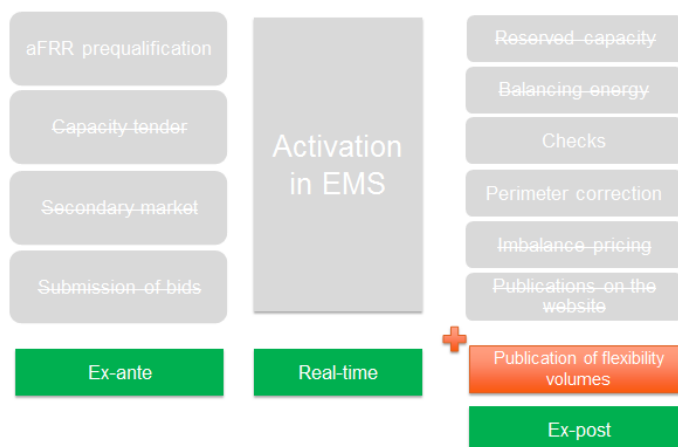 aFRR prequalification
Capacity tender
Secondary market
Submission of bids
Ex-ante
Activation
in EMS
Real-time
Reserved capacity
Balancing energy
Checks
Perimeter correction
Imbalance pricing
Publications on the
website
Publication of flexibility
volumes
Ex-post